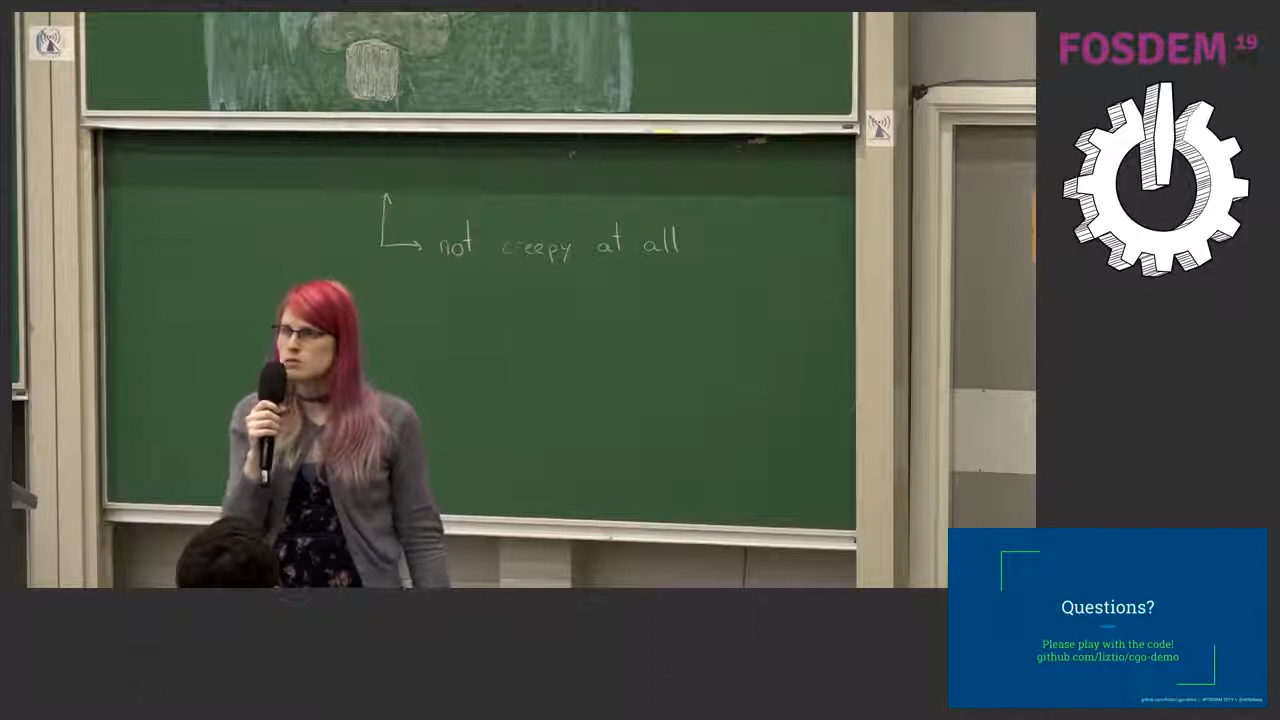 FOSDEM 19
not creepy at all
Questions?
Please play with the code!
github.com/liztio/cgo-demo